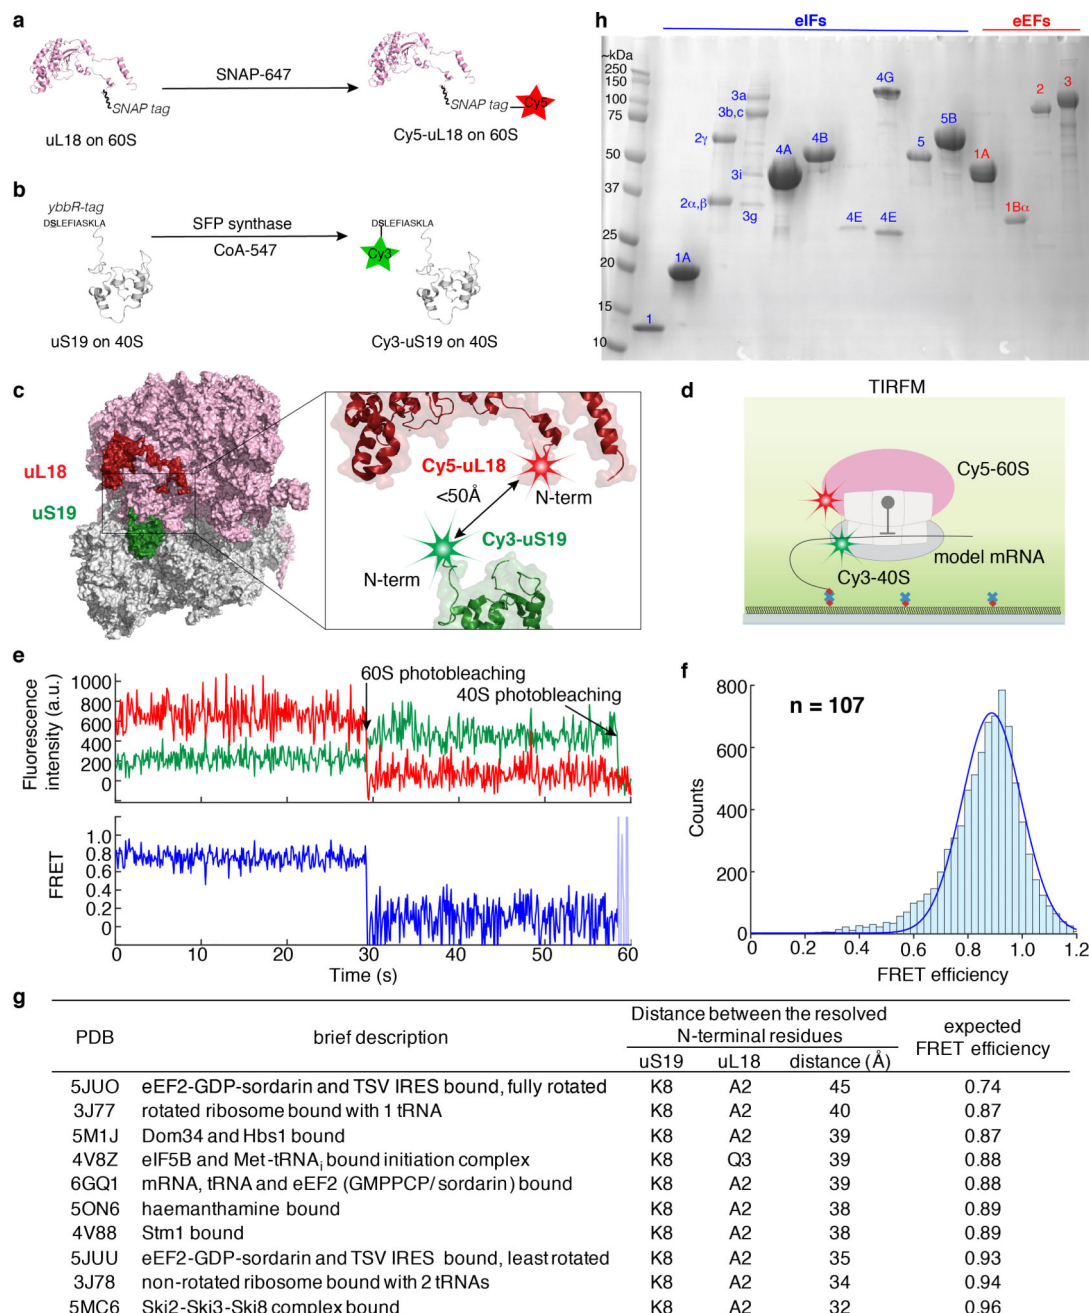 a
SNAP-647
SNAP tag
SNAP tag
Cy5
uL18 on 60S
Cy5-uL18 on 60S
b
ybbR-tag
DSLEFIASKLA
SFP synthase
CoA-547
DSLEFIASKLA
Cy3
uS19 on 40S
Cy3-uS19 on 40S
h
eIFs
eEFs
~kDa
250
150
100
75
50
37
25
20
15
10
1
1A
2γ
2α,β
3a
3b,c
3i
3g
4A
4B
4E
4G
4E
5
5B
1A
1Bα
2
3
c
uL18
uS19
Cy5-uL18
<50Å
N-term
Cy3-uS19
N-term
d
TIRFM
Cy5-60S
model mRNA
Cy3-40S
e
60S photobleaching
40S photobleaching
Fluorescence
intensity (a.u.)
1000
800
600
400
200
0
0 10 20 30 40 50 60
FRET
1.0
0.8
0.6
0.4
0.2
0
0 10 20 30 40 50 60
Time (s)
f
n = 107
Counts
800
600
400
200
0
0 0.2 0.4 0.6 0.8 1.0 1.2
FRET efficiency
g
PDB brief description Distance between the resolved N-terminal residues expected FRET efficiency
uS19 uL18 distance (Å)
5JUO eEF2-GDP-sordarin and TSV IRES bound, fully rotated K8 A2 45 0.74
3J77 rotated ribosome bound with 1 tRNA K8 A2 40 0.87
5M1J Dom34 and Hbs1 bound K8 A2 39 0.87
4V8Z eIF5B and Met-tRNAi bound initiation complex K8 Q3 39 0.88
6GQ1 mRNA, tRNA and eEF2 (GMPPCP/sordarin) bound K8 A2 39 0.88
5ON6 haemanthamine bound K8 A2 38 0.89
4V88 Stm1 bound K8 A2 38 0.89
5JUU eEF2-GDP-sordarin and TSV IRES bound, least rotated K8 A2 35 0.93
3J78 non-rotated ribosome bound with 2 tRNAs K8 A2 34 0.94
5MC6 Ski2-Ski3-Ski8 complex bound K8 A2 32 0.96